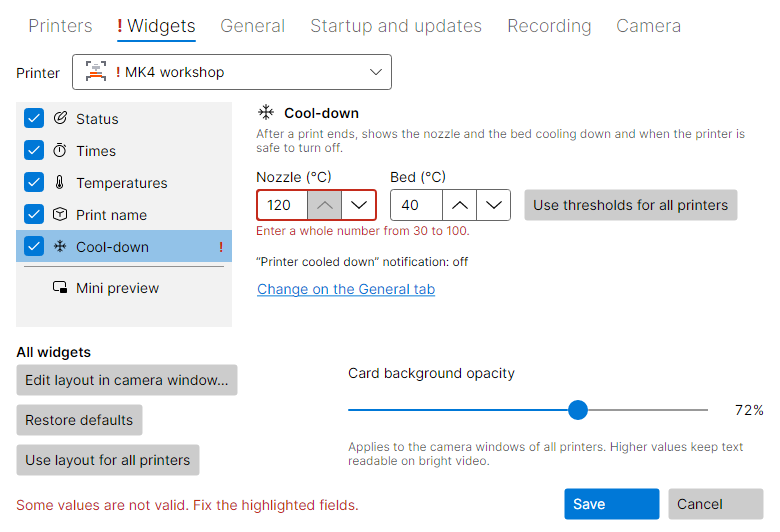 Printers ! Widgets General Startup and updates Recording Camera
Printer ! MK4 workshop
Status
Times
Temperatures
Print name
Cool-down !
Mini preview
Cool-down
After a print ends, shows the nozzle and the bed cooling down and when the printer is
safe to turn off.
Nozzle (°C) Bed (°C)
120 40 Use thresholds for all printers
Enter a whole number from 30 to 100.
“Printer cooled down” notification: off
Change on the General tab
All widgets
Edit layout in camera window...
Restore defaults
Use layout for all printers
Card background opacity
72%
Applies to the camera windows of all printers. Higher values keep text
readable on bright video.
Some values are not valid. Fix the highlighted fields.
Save Cancel